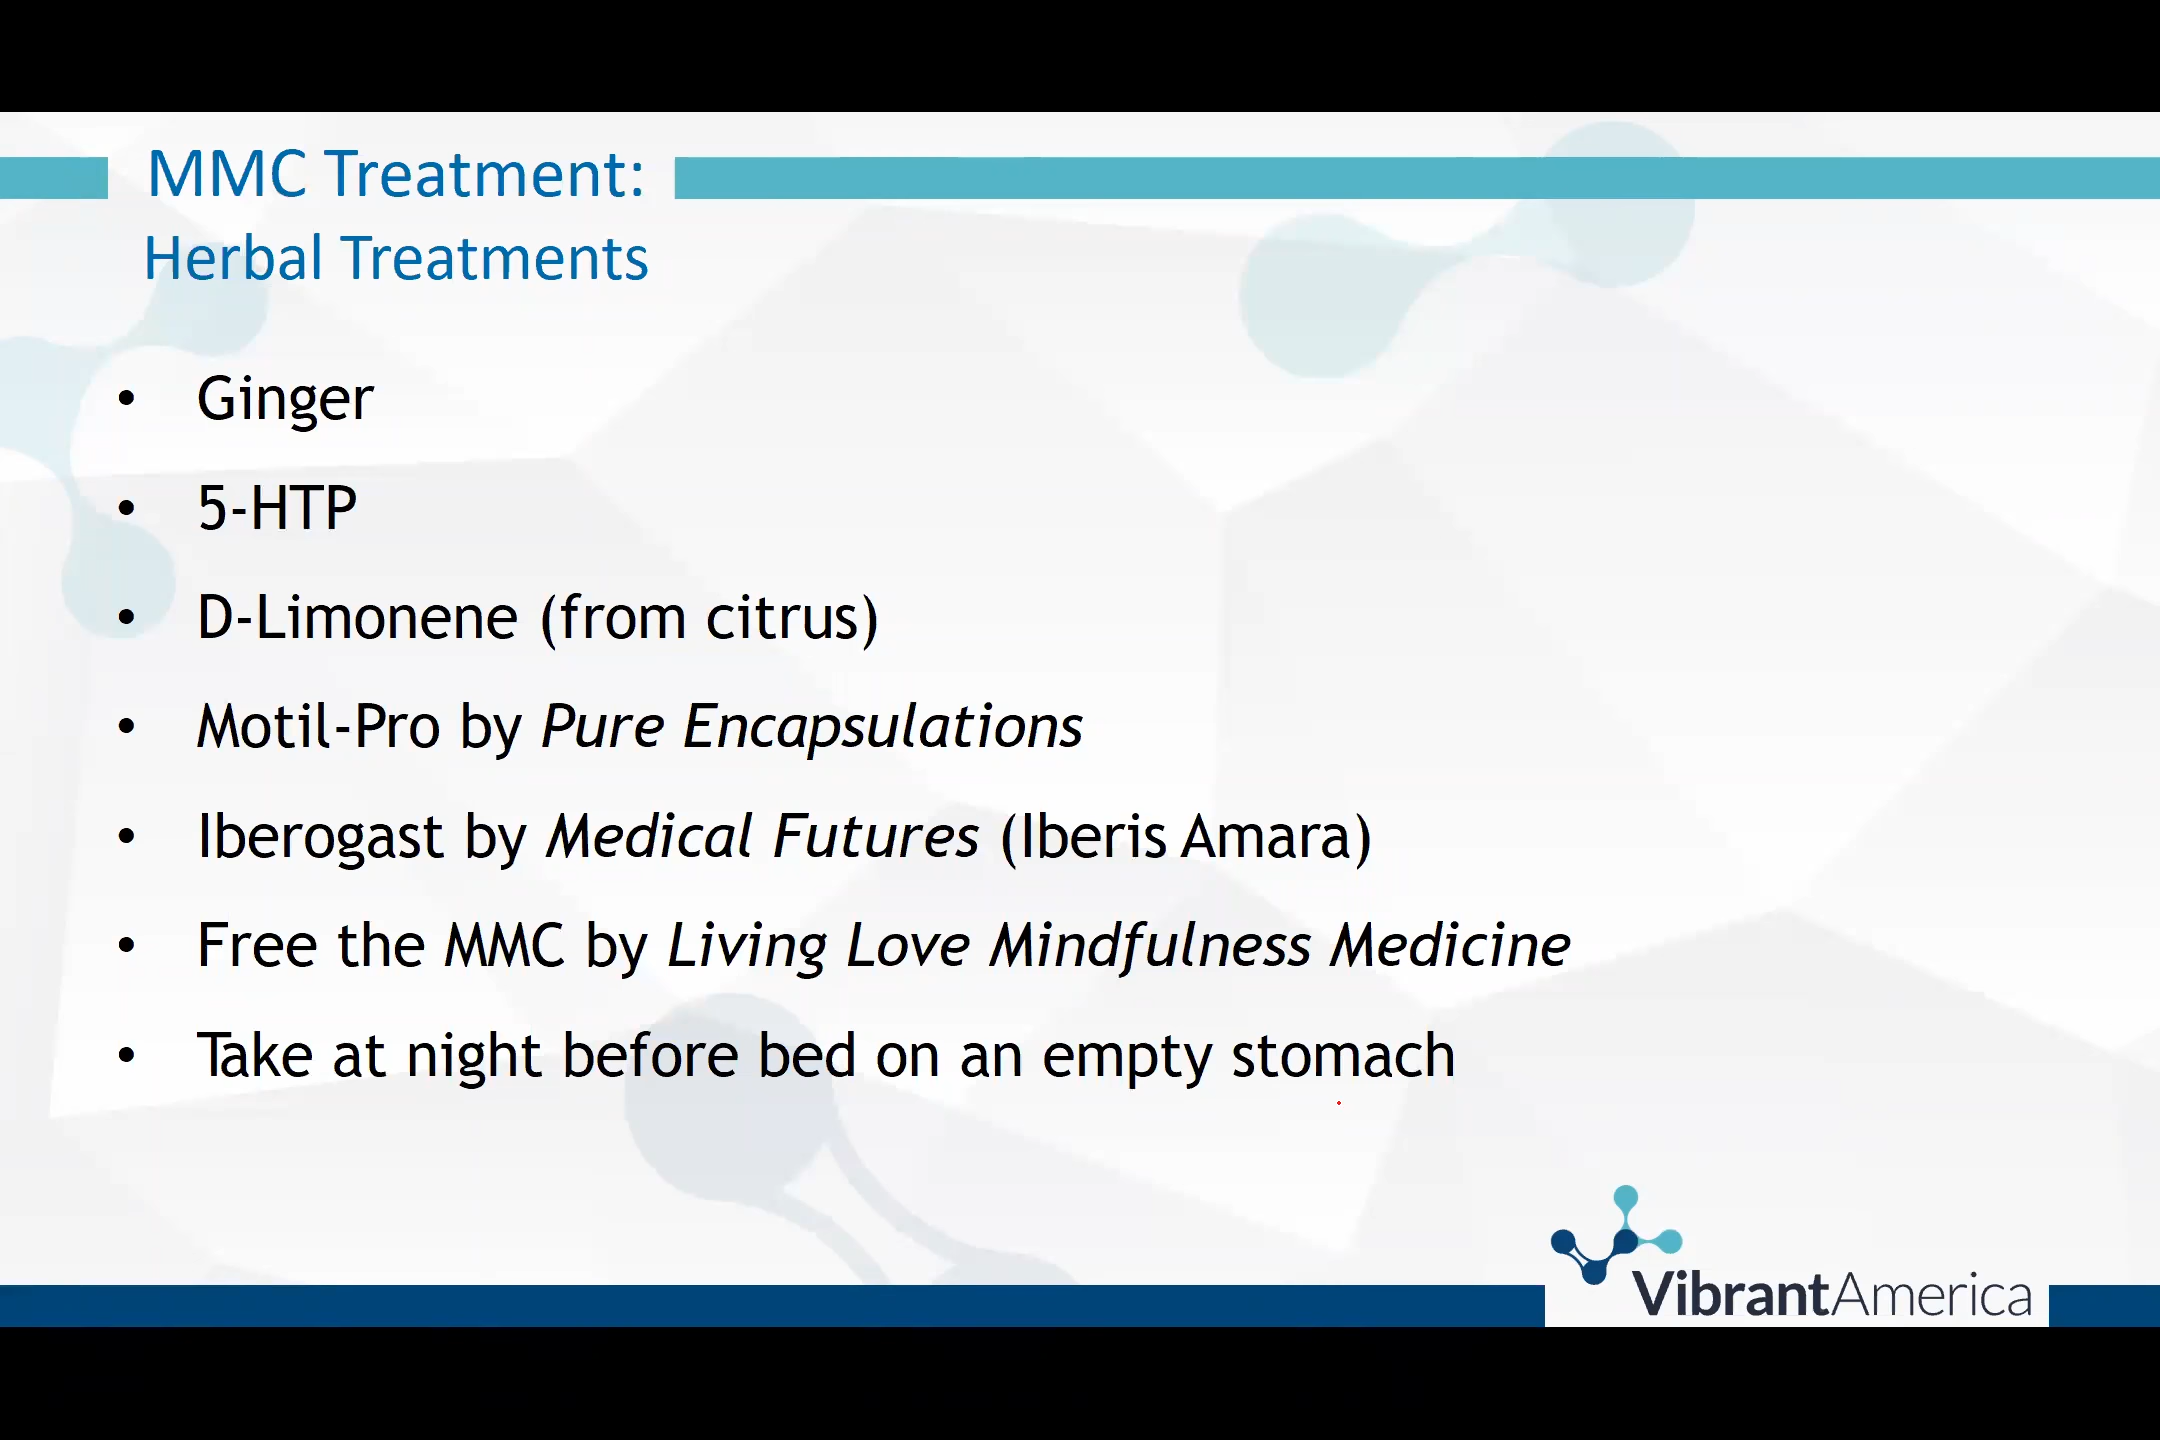 MMC Treatment:
Herbal Treatments
• Ginger
• 5-HTP
• D-Limonene (from citrus)
• Motil-Pro by Pure Encapsulations
• Iberogast by Medical Futures (Iberis Amara)
• Free the MMC by Living Love Mindfulness Medicine
• Take at night before bed on an empty stomach
VibrantAmerica